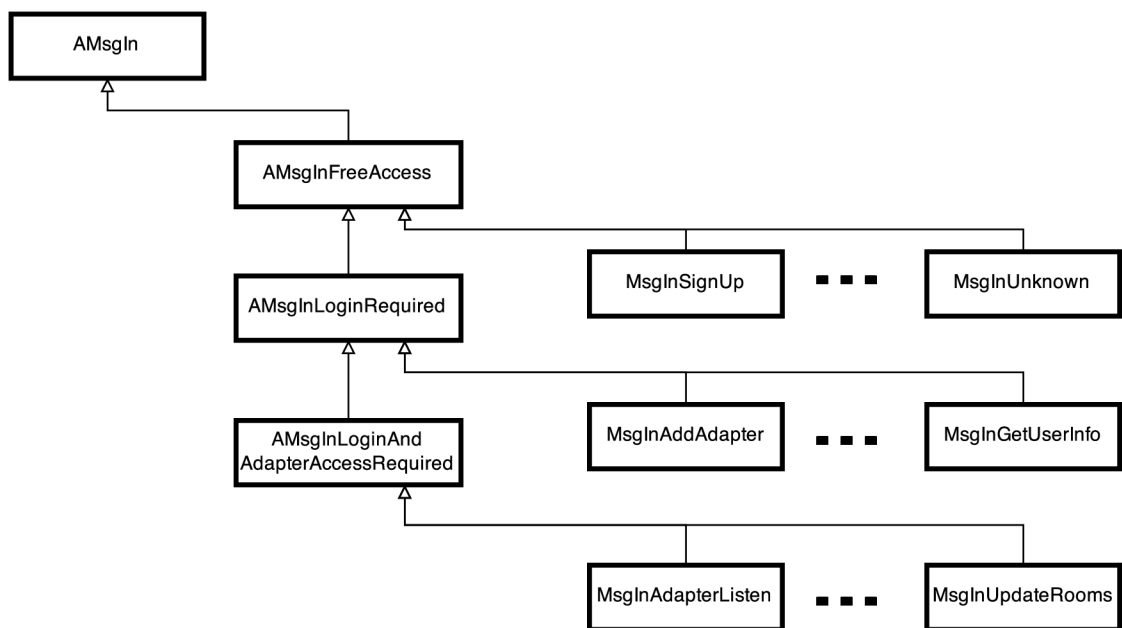 AMsgIn
AMsgInFreeAccess
MsgInSignUp
MsgInUnknown
AMsgInLoginRequired
MsgInAddAdapter
MsgInGetUserInfo
AMsgInLoginAnd
AdapterAccessRequired
MsgInAdapterListen
MsgInUpdateRooms